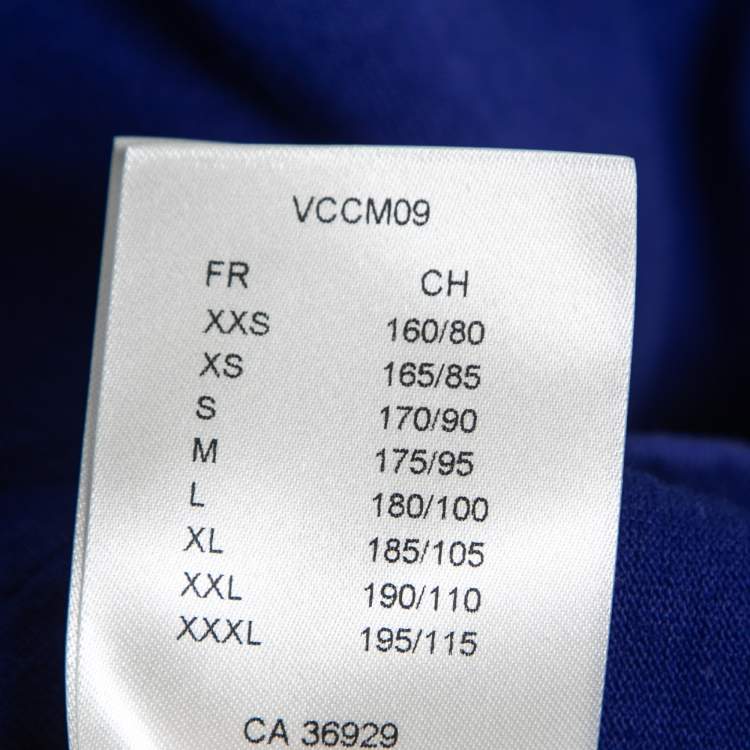 VCCM09
FR CH
XXS 160/80
XS 165/85
S 170/90
M 175/95
L 180/100
XL 185/105
XXL 190/110
XXXL 195/115
CA 36929